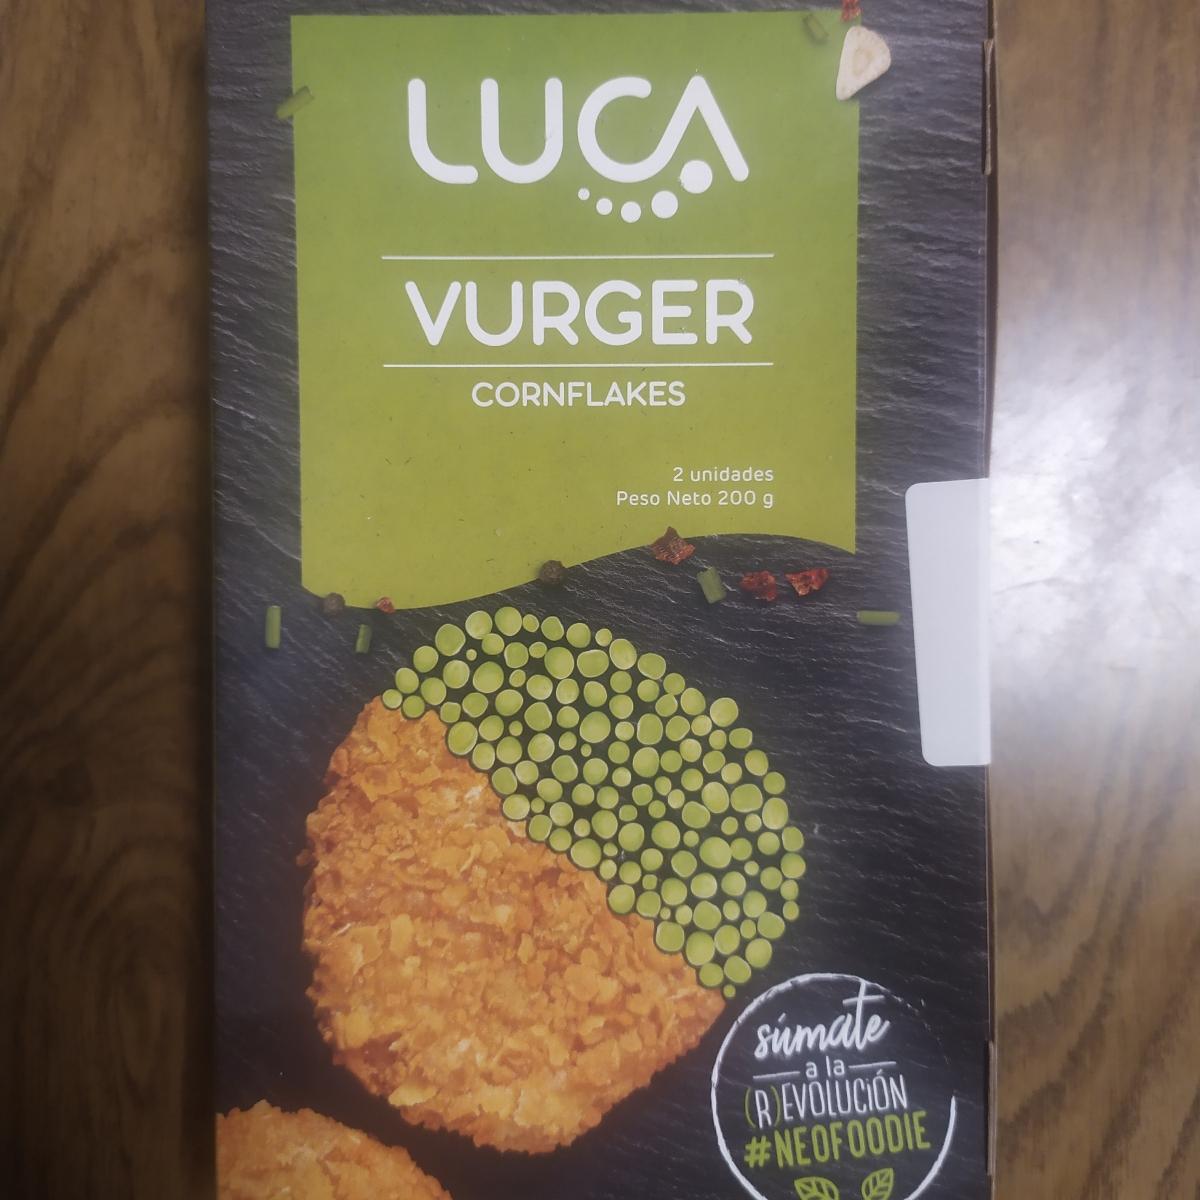 LUCA
VURGER
CORNFLAKES
2 unidades
Peso Neto 200 g
súmate
a la
(R)EVOLUCIÓN
#NEOFOODIE